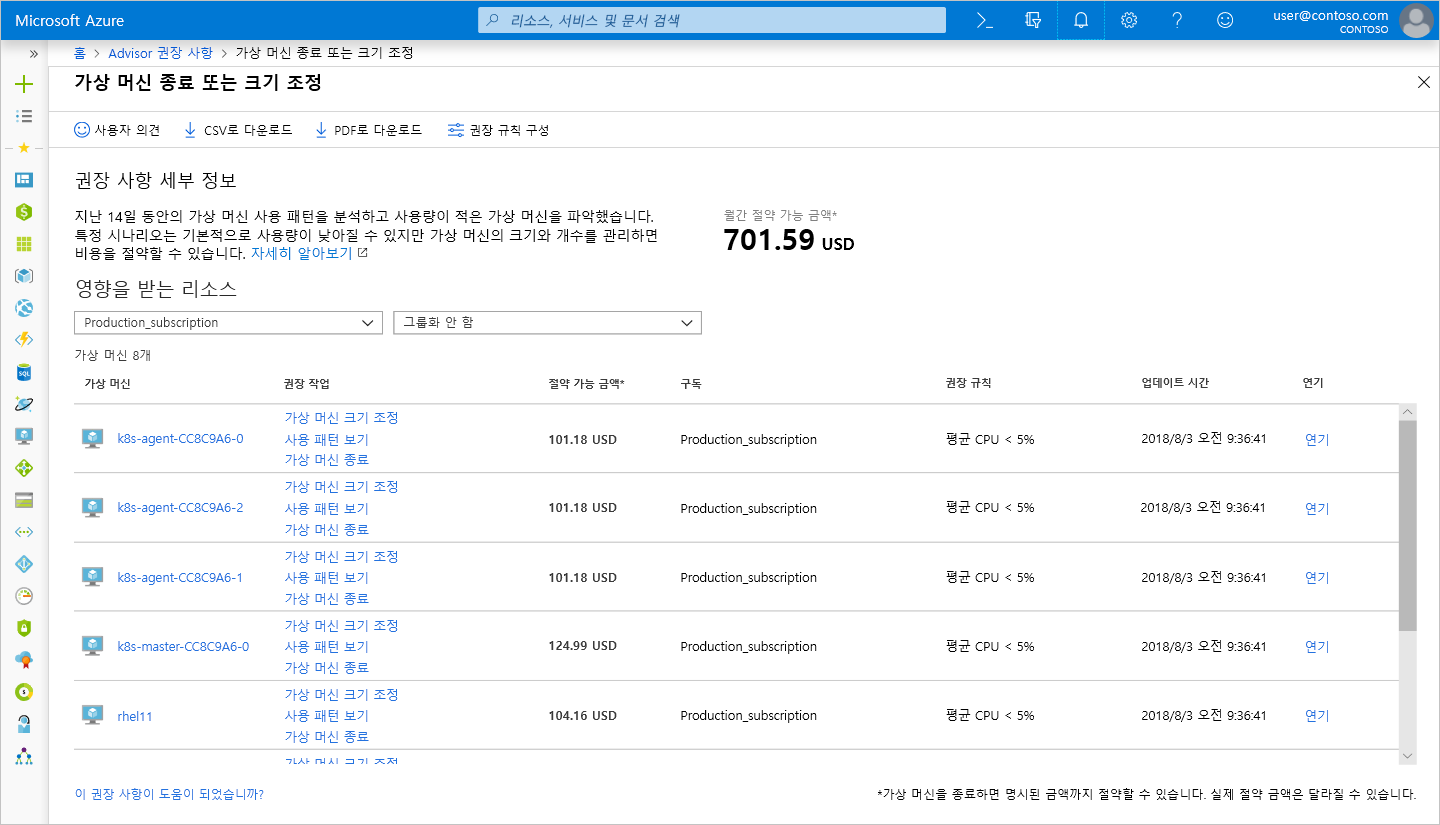 Microsoft Azure
리소스, 서비스 및 문서 검색
user@contoso.com
CONTOSO
홈 > Advisor 권장 사항 > 가상 머신 종료 또는 크기 조정
가상 머신 종료 또는 크기 조정
사용자 의견 CSV로 다운로드 PDF로 다운로드 권장 규칙 구성
권장 사항 세부 정보
지난 14일 동안의 가상 머신 사용 패턴을 분석하고 사용량이 적은 가상 머신을 파악했습니다.
특정 시나리오는 기본적으로 사용량이 낮아질 수 있지만 가상 머신의 크기와 개수를 관리하면
비용을 절약할 수 있습니다. 자세히 알아보기
월간 절약 가능 금액*
701.59 USD
영향을 받는 리소스
Production_subscription 그룹화 안 함
가상 머신 8개
가상 머신 권장 작업 절약 가능 금액* 구독 권장 규칙 업데이트 시간 연기
가상 머신 크기 조정
k8s-agent-CC8C9A6-0 사용 패턴 보기 101.18 USD Production_subscription 평균 CPU < 5% 2018/8/3 오전 9:36:41 연기
가상 머신 종료
가상 머신 크기 조정
k8s-agent-CC8C9A6-2 사용 패턴 보기 101.18 USD Production_subscription 평균 CPU < 5% 2018/8/3 오전 9:36:41 연기
가상 머신 종료
가상 머신 크기 조정
k8s-agent-CC8C9A6-1 사용 패턴 보기 101.18 USD Production_subscription 평균 CPU < 5% 2018/8/3 오전 9:36:41 연기
가상 머신 종료
가상 머신 크기 조정
k8s-master-CC8C9A6-0 사용 패턴 보기 124.99 USD Production_subscription 평균 CPU < 5% 2018/8/3 오전 9:36:41 연기
가상 머신 종료
가상 머신 크기 조정
rhel11 사용 패턴 보기 104.16 USD Production_subscription 평균 CPU < 5% 2018/8/3 오전 9:36:41 연기
가상 머신 종료
가상 머신 크기 조정
이 권장 사항이 도움이 되었습니까?
*가상 머신을 종료하면 명시된 금액까지 절약할 수 있습니다. 실제 절약 금액은 달라질 수 있습니다.